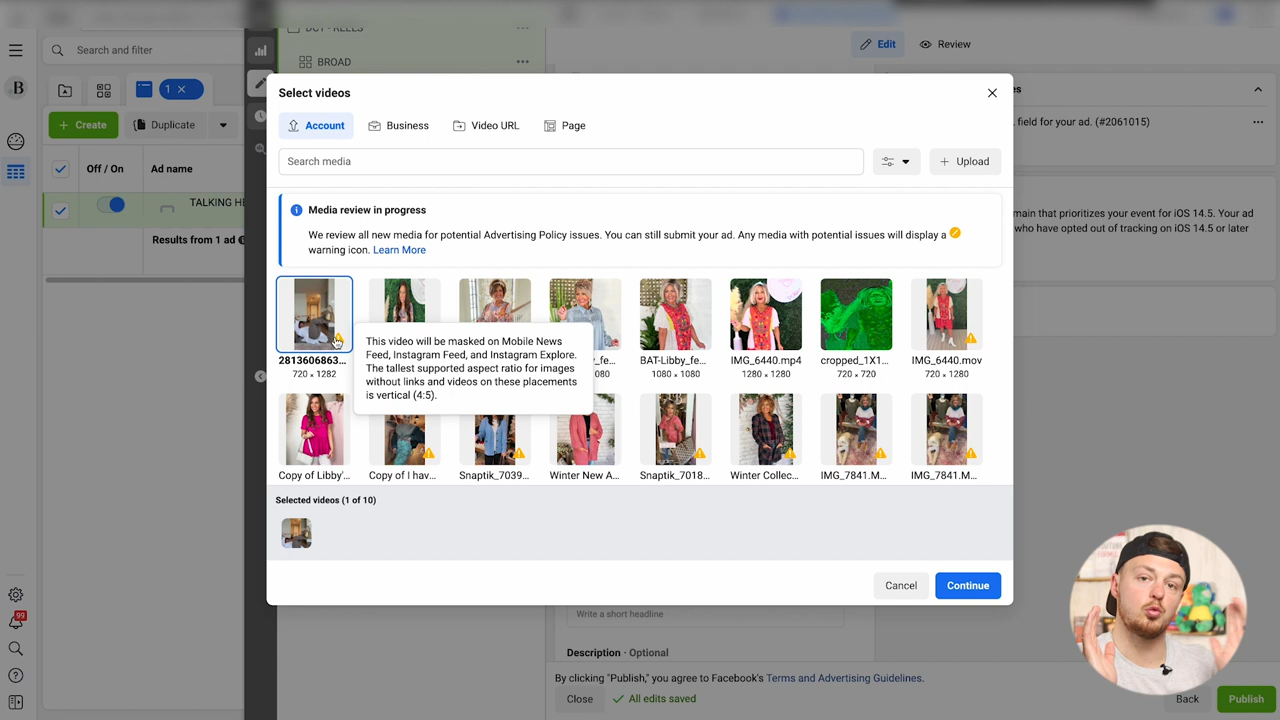 DCT - REELS
Search and filter
Edit
Review
BROAD
B
1
Select videos
es
Account
Business
Video URL
Page
. field for your ad. (#2061015)
Create
Duplicate
Search media
Upload
Off / On
Ad name
TALKING HE
Media review in progress
We review all new media for potential Advertising Policy issues. You can still submit your ad. Any media with potential issues will display a
warning icon. Learn More
main that prioritizes your event for iOS 14.5. Your ad
who have opted out of tracking on iOS 14.5 or later
Results from 1 ad
This video will be masked on Mobile News
Feed, Instagram Feed, and Instagram Explore.
The tallest supported aspect ratio for images
without links and videos on these placements
is vertical (4:5).
2813606863...
720 × 1282
y_fe...
080
BAT-Libby_fe...
1080 × 1080
IMG_6440.mp4
1280 × 1280
cropped_1X1...
720 × 720
IMG_6440.mov
720 × 1280
Copy of Libby'...
Copy of I hav...
Snaptik_7039...
Winter New A...
Snaptik_7018...
Winter Collec...
IMG_7841.M...
IMG_7841.M...
Selected videos (1 of 10)
Cancel
Continue
Write a short headline
99
Description · Optional
By clicking "Publish," you agree to Facebook's Terms and Advertising Guidelines.
Close
All edits saved
Back
Publish